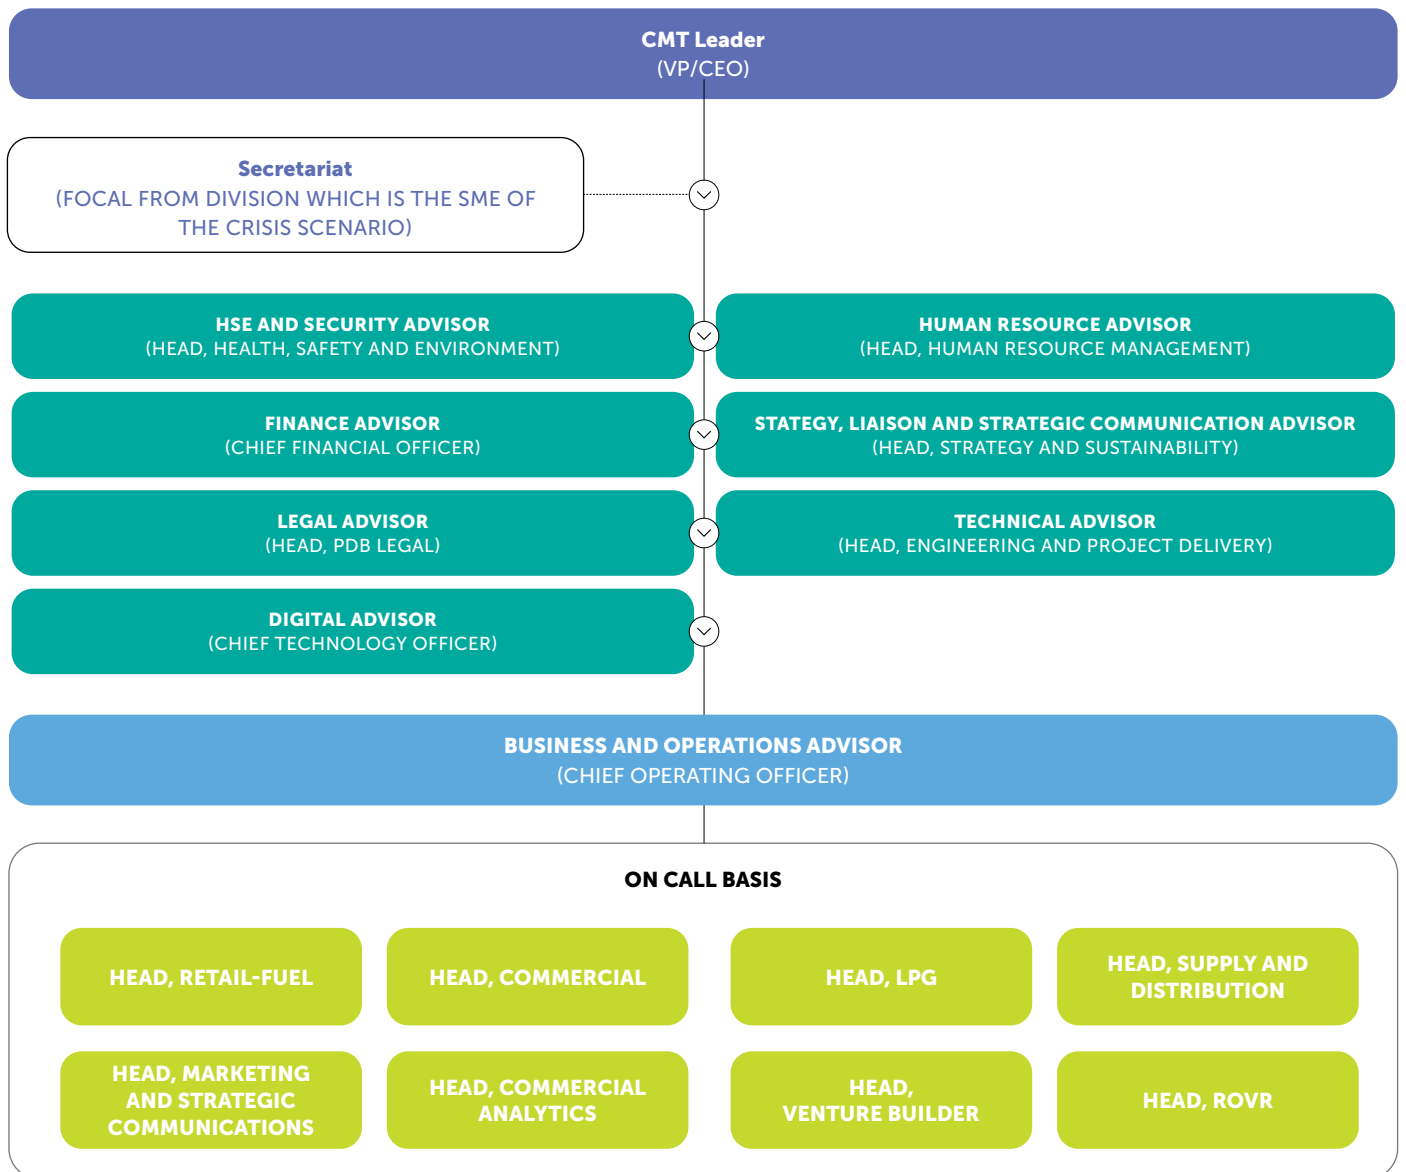 CMT Leader
(VP/CEO)
Secretariat
(FOCAL FROM DIVISION WHICH IS THE SME OF
THE CRISIS SCENARIO)
HSE AND SECURITY ADVISOR
(HEAD, HEALTH, SAFETY AND ENVIRONMENT)
HUMAN RESOURCE ADVISOR
(HEAD, HUMAN RESOURCE MANAGEMENT)
FINANCE ADVISOR
(CHIEF FINANCIAL OFFICER)
STATEGY, LIAISON AND STRATEGIC COMMUNICATION ADVISOR
(HEAD, STRATEGY AND SUSTAINABILITY)
LEGAL ADVISOR
(HEAD, PDB LEGAL)
TECHNICAL ADVISOR
(HEAD, ENGINEERING AND PROJECT DELIVERY)
DIGITAL ADVISOR
(CHIEF TECHNOLOGY OFFICER)
BUSINESS AND OPERATIONS ADVISOR
(CHIEF OPERATING OFFICER)
ON CALL BASIS
HEAD, RETAIL-FUEL
HEAD, COMMERCIAL
HEAD, LPG
HEAD, SUPPLY AND
DISTRIBUTION
HEAD, MARKETING
AND STRATEGIC
COMMUNICATIONS
HEAD, COMMERCIAL
ANALYTICS
HEAD,
VENTURE BUILDER
HEAD, ROVR